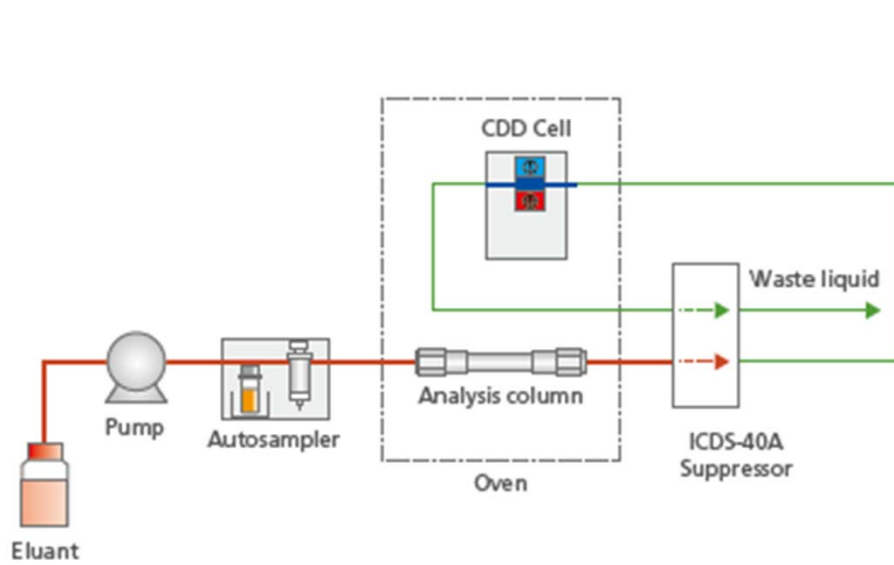 CDD Cell
Waste liquid
Analysis column
Pump
Autosampler
ICDS-40A
Suppressor
Oven
Eluant